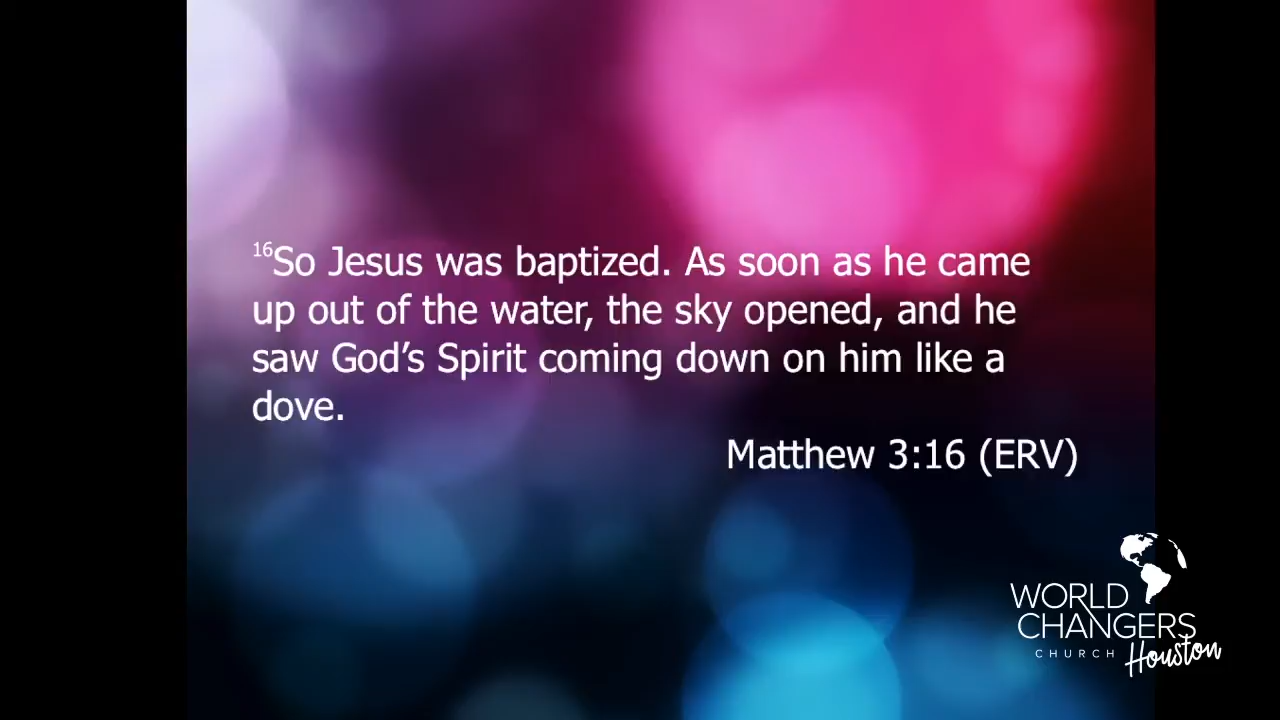 16So Jesus was baptized. As soon as he came
up out of the water, the sky opened, and he
saw God’s Spirit coming down on him like a
dove.
Matthew 3:16 (ERV)
WORLD
CHANGERS
CHURCH Houston